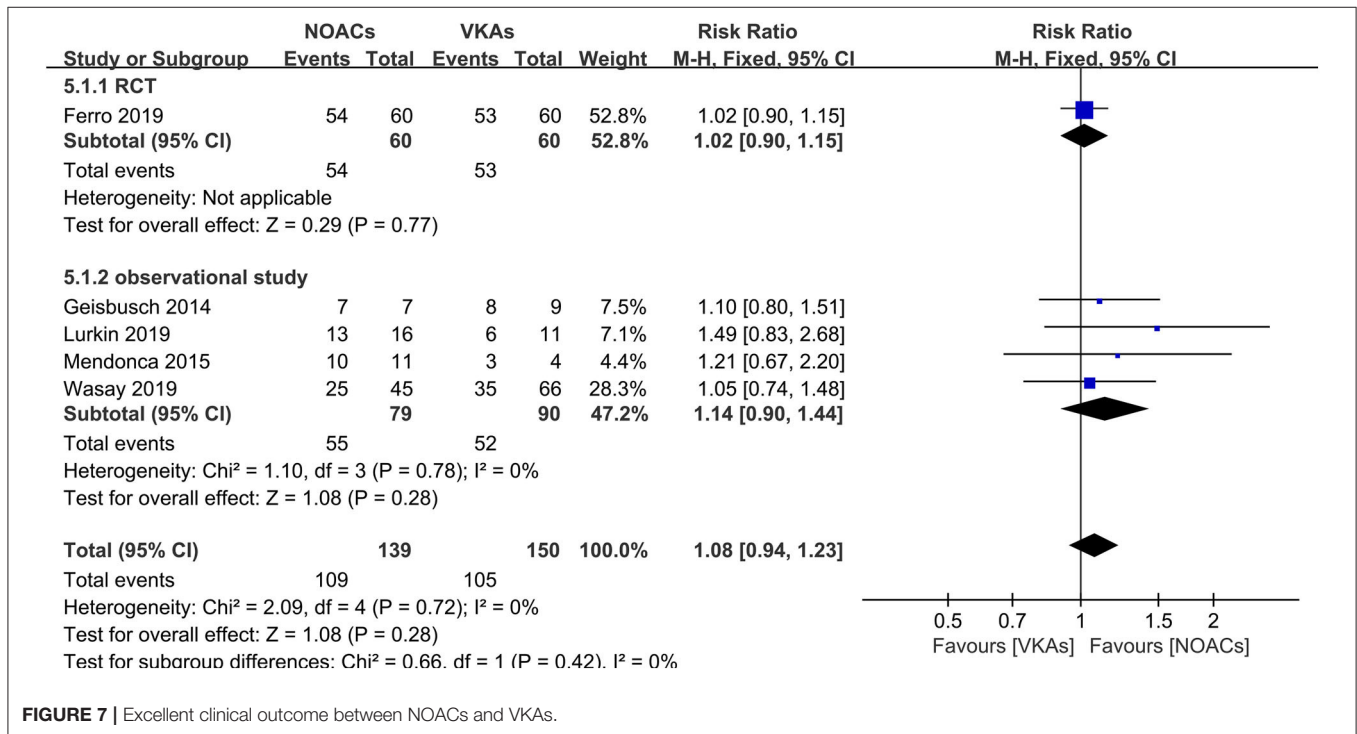 NOACs VKAs Risk Ratio Risk Ratio
Study or Subgroup Events Total Events Total Weight M-H, Fixed, 95% CI M-H, Fixed, 95% CI
5.1.1 RCT
Ferro 2019 54 60 53 60 52.8% 1.02 [0.90, 1.15]
Subtotal (95% CI) 60 60 52.8% 1.02 [0.90, 1.15]
Total events 54 53
Heterogeneity: Not applicable
Test for overall effect: Z = 0.29 (P = 0.77)
5.1.2 observational study
Geisbusch 2014 7 7 8 9 7.5% 1.10 [0.80, 1.51]
Lurkin 2019 13 16 6 11 7.1% 1.49 [0.83, 2.68]
Mendonca 2015 10 11 3 4 4.4% 1.21 [0.67, 2.20]
Wasay 2019 25 45 35 66 28.3% 1.05 [0.74, 1.48]
Subtotal (95% CI) 79 90 47.2% 1.14 [0.90, 1.44]
Total events 55 52
Heterogeneity: Chi² = 1.10, df = 3 (P = 0.78); I² = 0%
Test for overall effect: Z = 1.08 (P = 0.28)
Total (95% CI) 139 150 100.0% 1.08 [0.94, 1.23]
Total events 109 105
Heterogeneity: Chi² = 2.09, df = 4 (P = 0.72); I² = 0%
Test for overall effect: Z = 1.08 (P = 0.28)
Test for subgroup differences: Chi² = 0.66, df = 1 (P = 0.42), I² = 0%
0.5 0.7 1 1.5 2
Favours [VKAs] Favours [NOACs]
FIGURE 7 | Excellent clinical outcome between NOACs and VKAs.